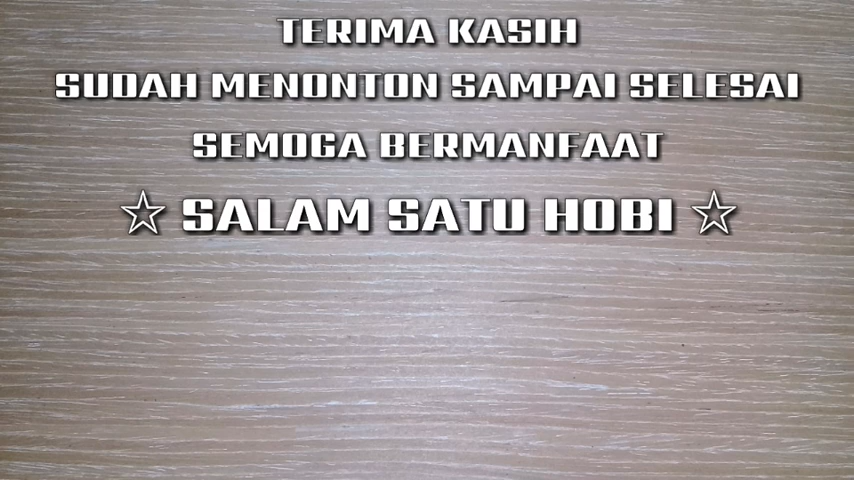 TERIMA KASIH
SUDAH MENONTON SAMPAI SELESAI
SEMOGA BERMANFAAT
☆ SALAM SATU HOBI ☆